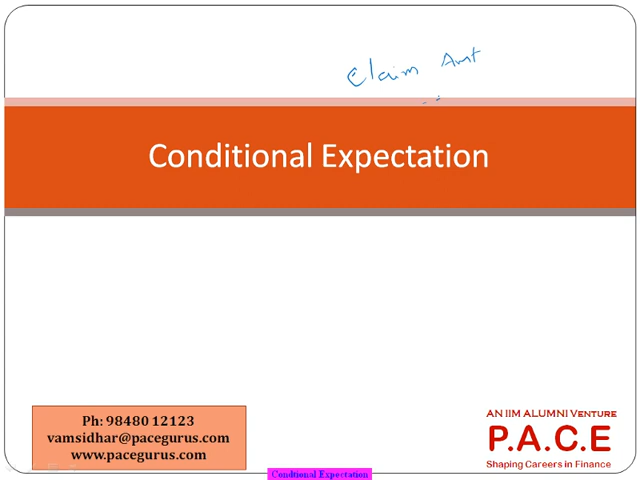 Claim Amt
Conditional Expectation
Ph: 98480 12123
vamsidhar@pacegurus.com
www.pacegurus.com
AN IIM ALUMNI VENTURE
P.A.C.E
Shaping Careers in Finance
Condtional Expectation